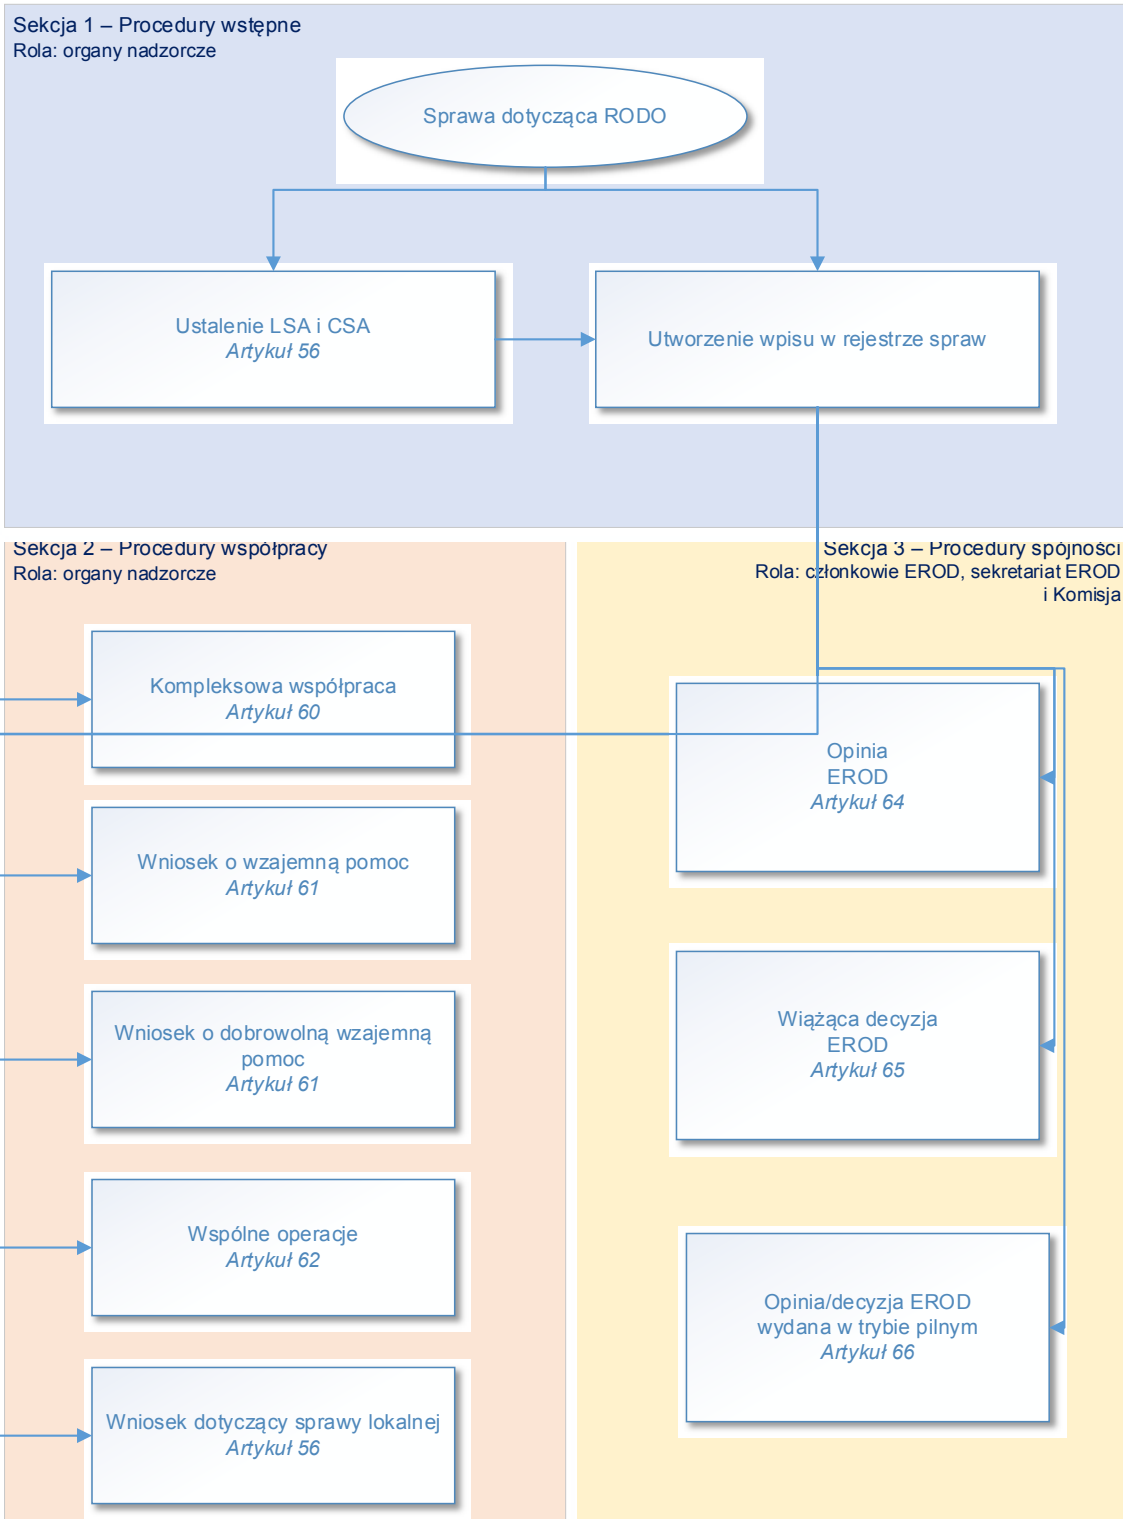 Sekcja 1 – Procedury wstępne
Rola: organy nadzorcze
Sprawa dotycząca RODO
Ustalenie LSA i CSA
Artykuł 56
Utworzenie wpisu w rejestrze spraw
Sekcja 2 – Procedury współpracy
Rola: organy nadzorcze
Kompleksowa współpraca
Artykuł 60
Wniosek o wzajemną pomoc
Artykuł 61
Wniosek o dobrowolną wzajemną
pomoc
Artykuł 61
Wspólne operacje
Artykuł 62
Wniosek dotyczący sprawy lokalnej
Artykuł 56
Sekcja 3 – Procedury spójności
Rola: członkowie EROD, sekretariat EROD
i Komisja
Opinia
EROD
Artykuł 64
Wiążąca decyzja
EROD
Artykuł 65
Opinia/decyzja EROD
wydana w trybie pilnym
Artykuł 66